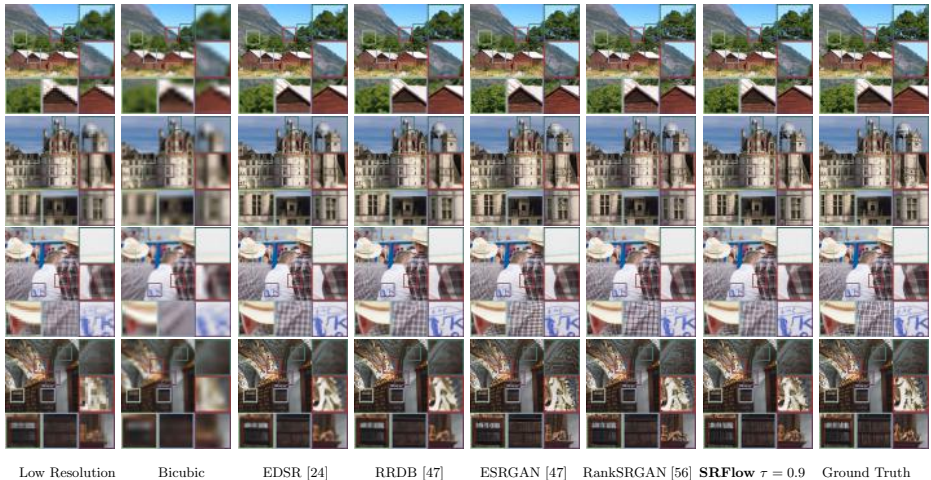 Low Resolution Bicubic EDSR [24] RRDB [47] ESRGAN [47] RankSRGAN [56] SRFlow τ = 0.9 Ground Truth